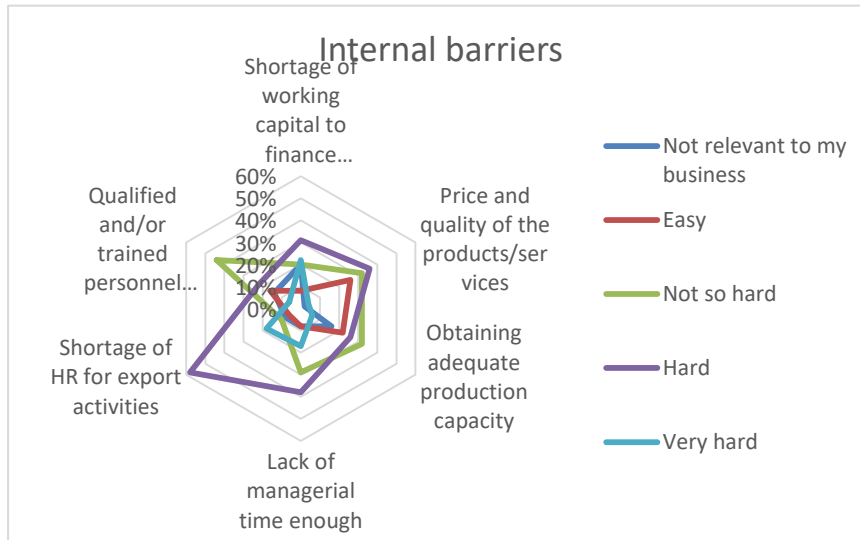 Internal barriers
Shortage of
working
capital to
finance…
60%
50%
40%
30%
20%
10%
0%
Price and
quality of the
products/ser
vices
Obtaining
adequate
production
capacity
Lack of
managerial
time enough
Shortage of
HR for export
activities
Qualified
and/or
trained
personnel…
Not relevant to my
business
Easy
Not so hard
Hard
Very hard